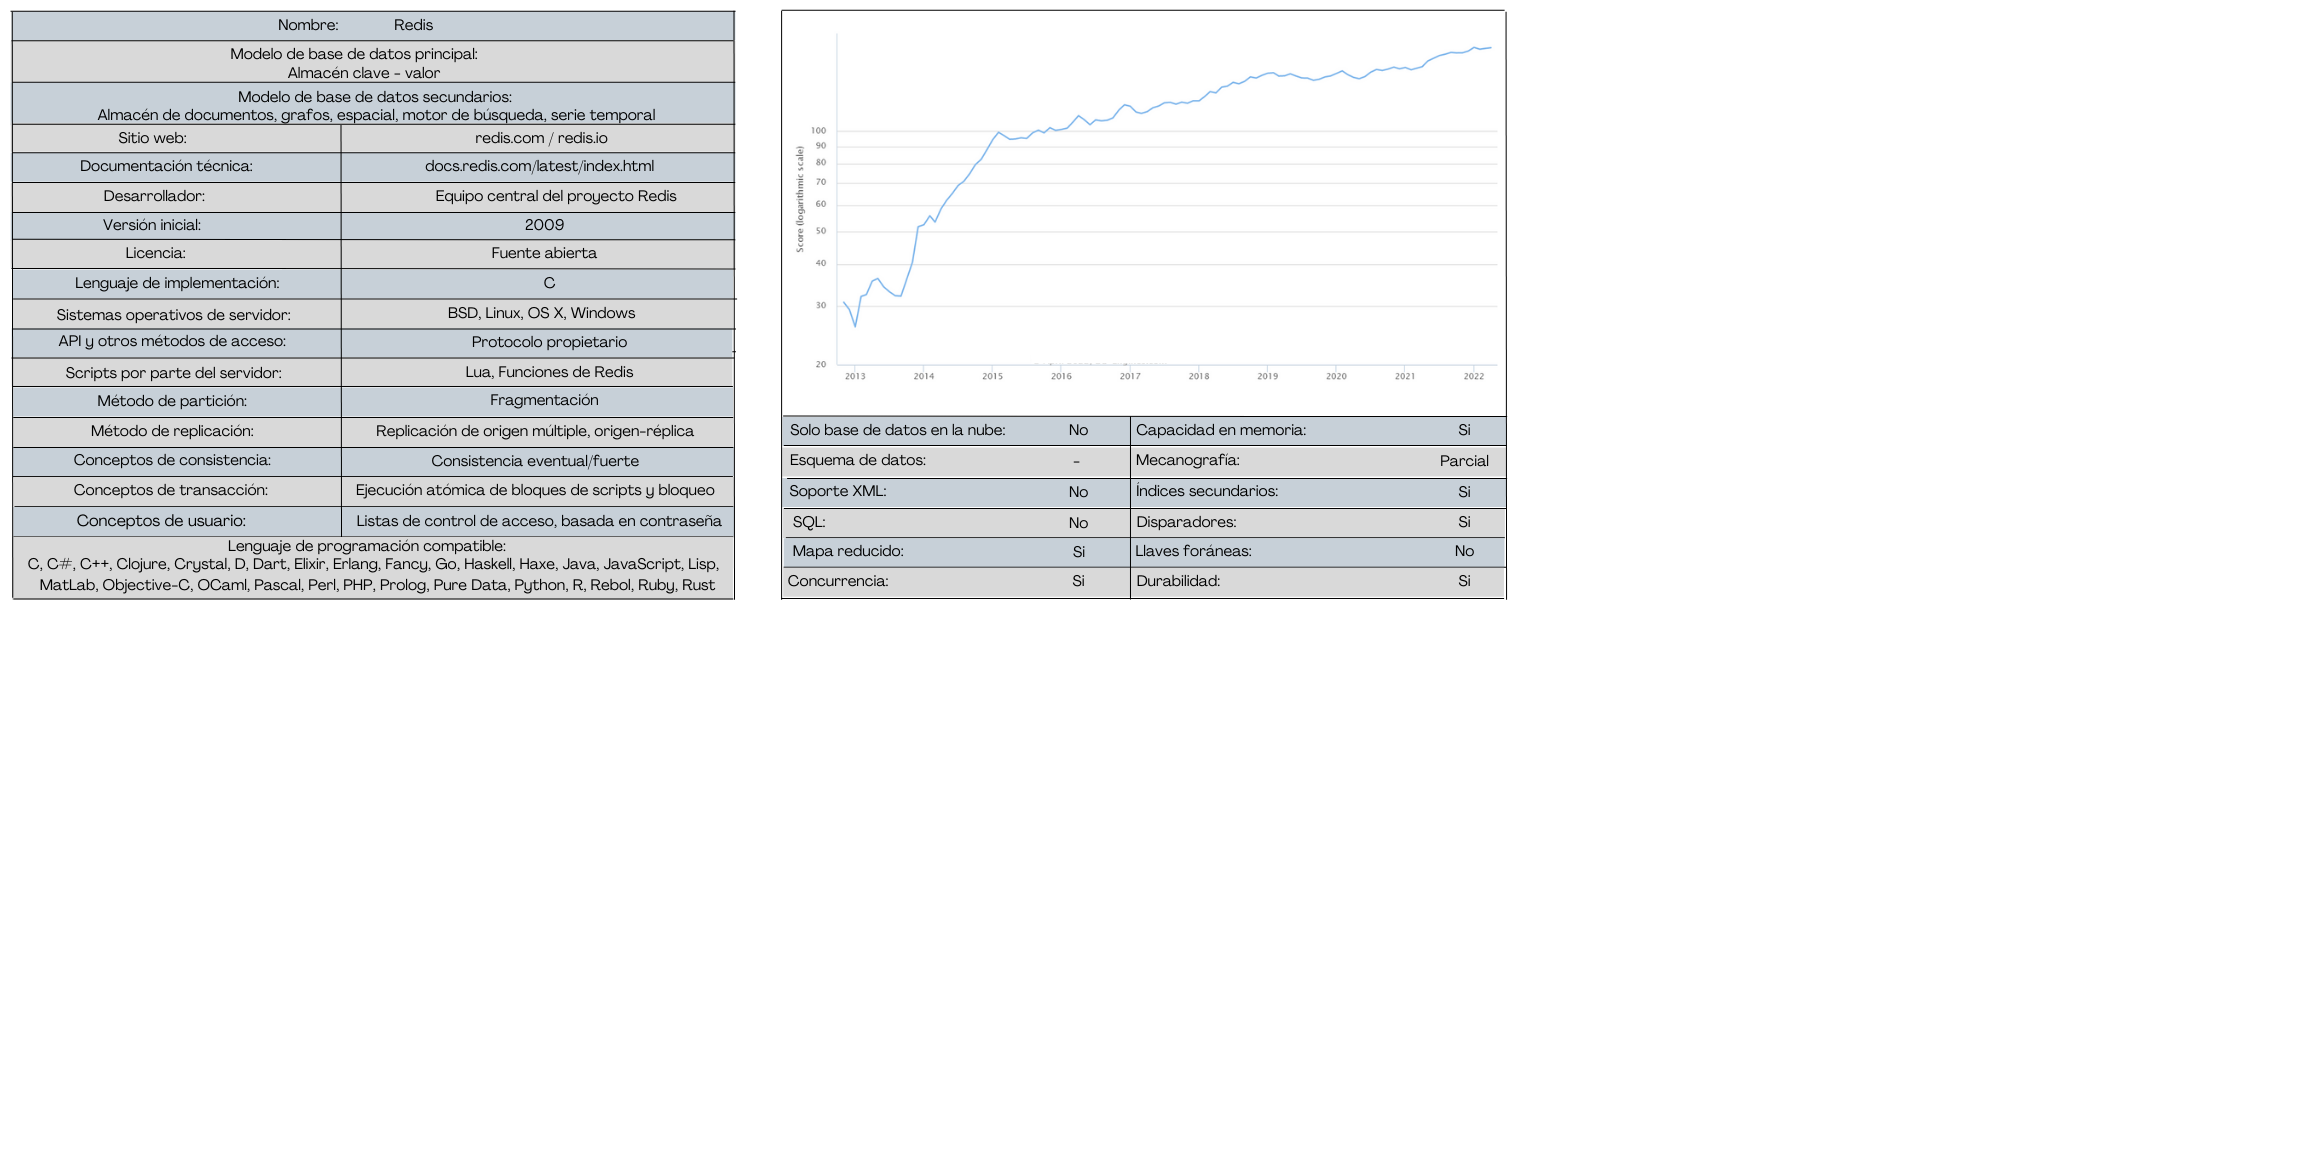 Nombre: Redis
Modelo de base de datos principal:
Almacén clave - valor
Modelo de base de datos secundarios:
Almacén de documentos, grafos, espacial, motor de búsqueda, serie temporal
Sitio web: redis.com / redis.io
Documentación técnica: docs.redis.com/latest/index.html
Desarrollador: Equipo central del proyecto Redis
Versión inicial: 2009
Licencia: Fuente abierta
Lenguaje de implementación: C
Sistemas operativos de servidor: BSD, Linux, OS X, Windows
API y otros métodos de acceso: Protocolo propietario
Scripts por parte del servidor: Lua, Funciones de Redis
Método de partición: Fragmentación
Método de replicación: Replicación de origen múltiple, origen-réplica
Conceptos de consistencia: Consistencia eventual/fuerte
Conceptos de transacción: Ejecución atómica de bloques de scripts y bloqueo
Conceptos de usuario: Listas de control de acceso, basada en contraseña
Lenguaje de programación compatible:
C, C#, C++, Clojure, Crystal, D, Dart, Elixir, Erlang, Fancy, Go, Haskell, Haxe, Java, JavaScript, Lisp,
MatLab, Objective-C, OCaml, Pascal, Perl, PHP, Prolog, Pure Data, Python, R, Rebol, Ruby, Rust
Score (logarithmic scale)
100
90
80
70
60
50
40
30
20
2013 2014 2015 2016 2017 2018 2019 2020 2021 2022
Solo base de datos en la nube: No Capacidad en memoria: Si
Esquema de datos: - Mecanografía: Parcial
Soporte XML: No Índices secundarios: Si
SQL: No Disparadores: Si
Mapa reducido: Si Llaves foráneas: No
Concurrencia: Si Durabilidad: Si